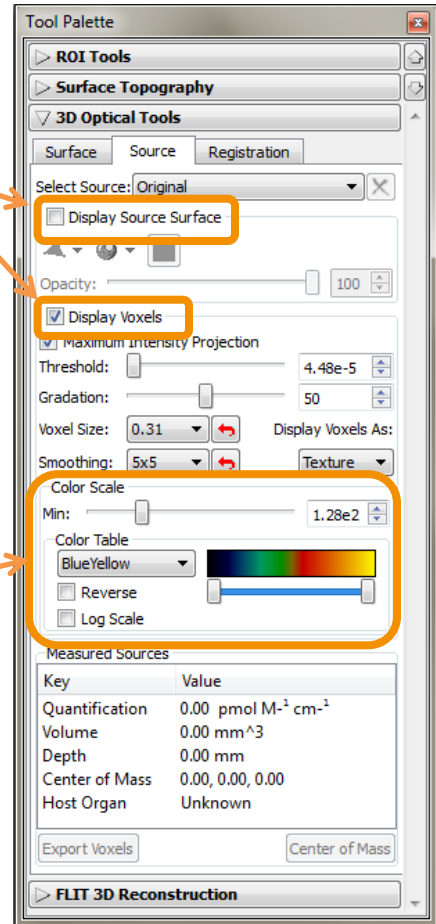 Tool Palette
ROI Tools
Surface Topography
3D Optical Tools
Surface Source Registration
Select Source: Original
Display Source Surface
Opacity: 100
Display Voxels
Maximum Intensity Projection
Threshold: 4.48e-5
Gradation: 50
Voxel Size: 0.31 Display Voxels As:
Smoothing: 5x5 Texture
Color Scale
Min: 1.28e2
Color Table
BlueYellow
Reverse
Log Scale
Measured Sources
Key Value
Quantification 0.00 pmol M-¹ cm-¹
Volume 0.00 mm^3
Depth 0.00 mm
Center of Mass 0.00, 0.00, 0.00
Host Organ Unknown
Export Voxels Center of Mass
FLIT 3D Reconstruction